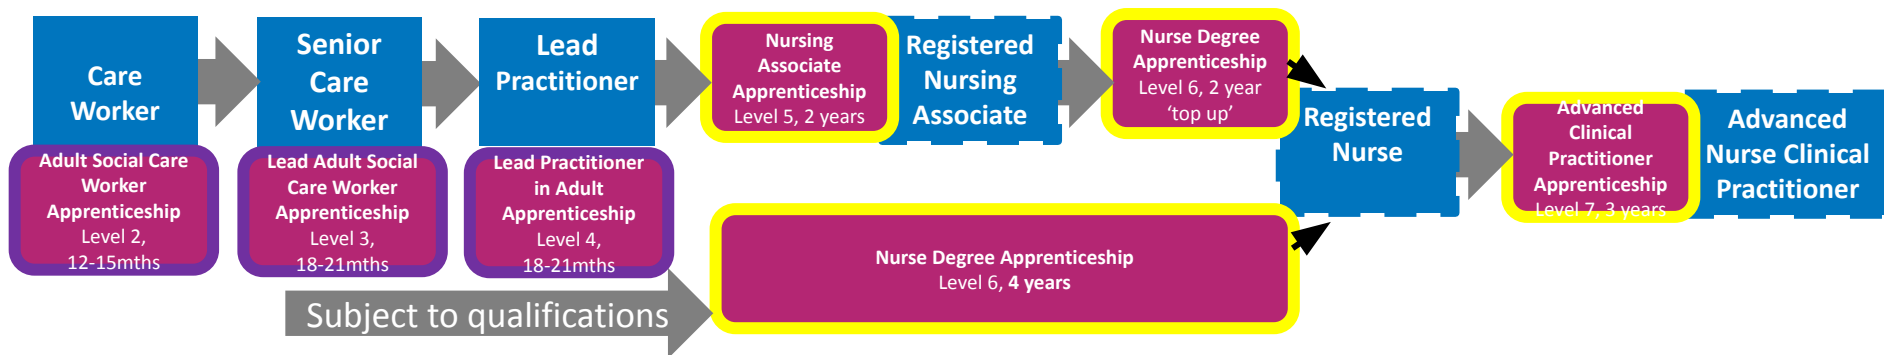 Care
Worker
Adult Social Care
Worker
Apprenticeship
Level 2,
12-15mths
Senior
Care
Worker
Lead Adult Social
Care Worker
Apprenticeship
Level 3,
18-21mths
Lead
Practitioner
Lead Practitioner
in Adult
Apprenticeship
Level 4,
18-21mths
Nursing
Associate
Apprenticeship
Level 5, 2 years
Registered
Nursing
Associate
Nurse Degree
Apprenticeship
Level 6, 2 year
‘top up’
Subject to qualifications
Nurse Degree Apprenticeship
Level 6, 4 years
Registered
Nurse
Advanced
Clinical
Practitioner
Apprenticeship
Level 7, 3 years
Advanced
Nurse Clinical
Practitioner